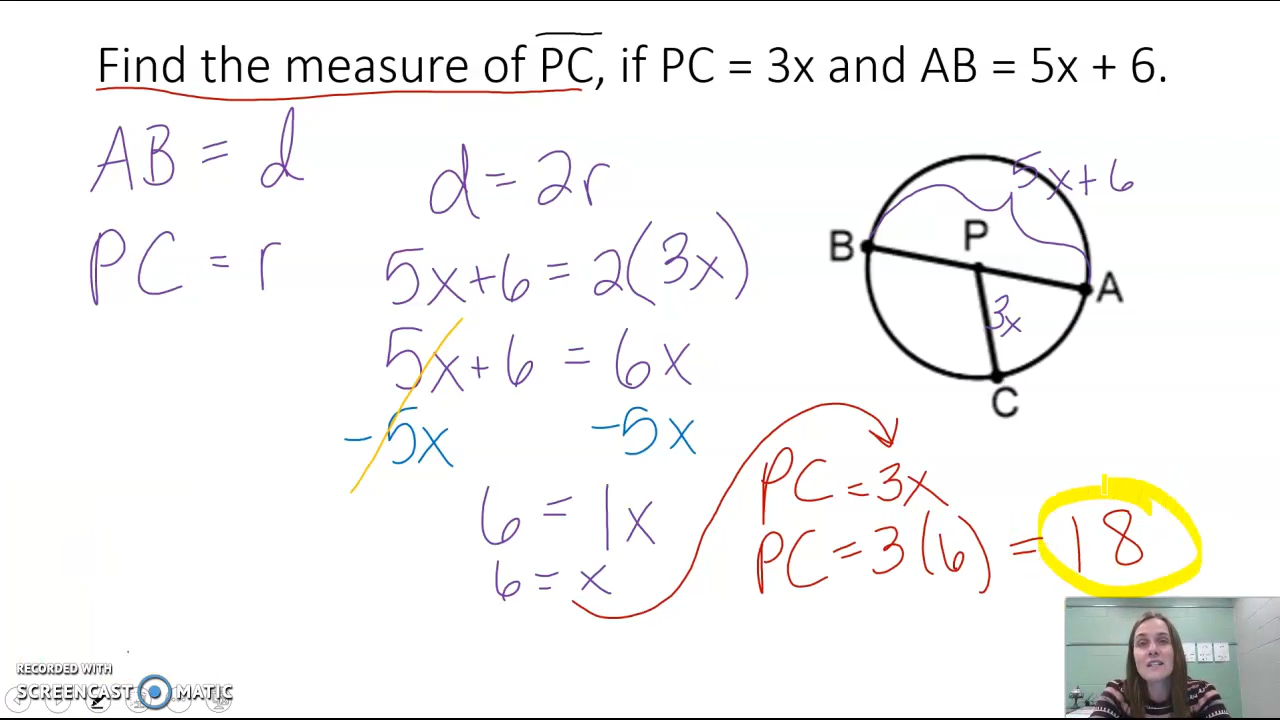 Find the measure of PC, if PC = 3x and AB = 5x + 6.
AB = d
PC = r
d = 2r
5x+6 = 2(3x)
5x+6 = 6x
-5x -5x
6 = 1x
6 = x
5x+6
B
P
A
3x
C
PC = 3x
PC = 3(6) = 18
RECORDED WITH
SCREENCAST MATIC